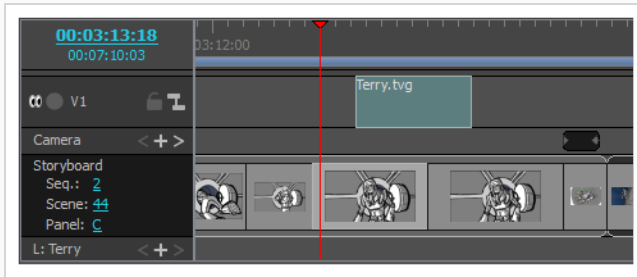 00:03:13:18
00:07:10:03
03:12:00
Terry.tvg
V1
Camera
Storyboard
Seq.: 2
Scene: 44
Panel: C
L: Terry